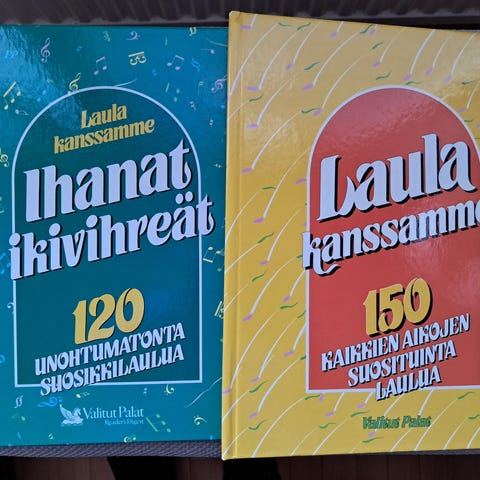 Laula
kanssamme
Ihanat
ikivihreät
120
UNOHTUMATONTA
SUOSIKKILAULUA
Valitut Palat
Reader's Digest
Laula
kanssamme
150
KAIKKIEN AIKOJEN
SUOSITUINTA
LAULUA
Valitut Palat